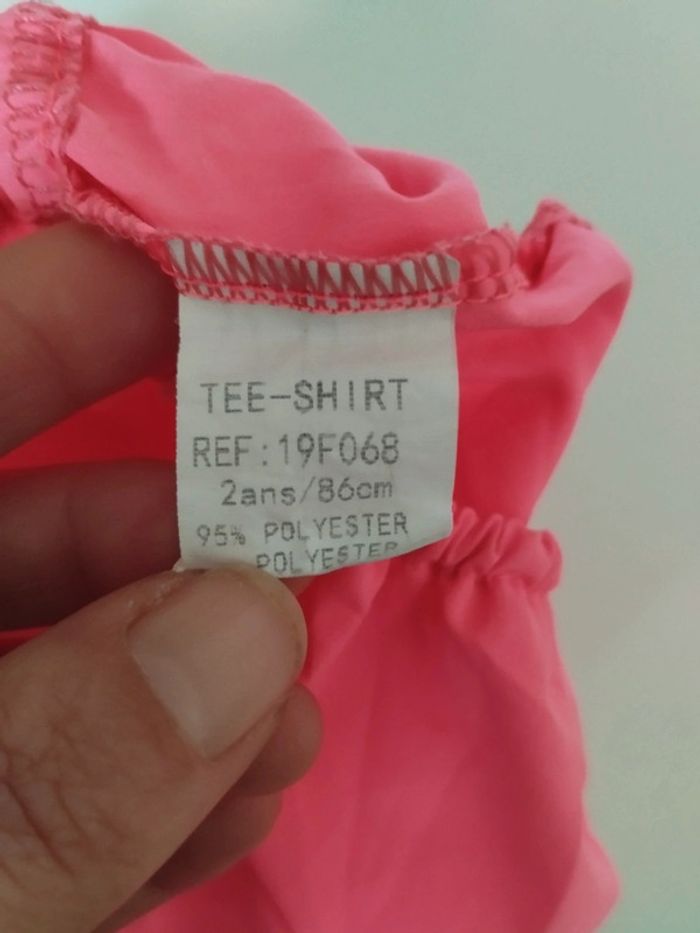 TEE-SHIRT
REF:19F068
2ans/86cm
95% POLYESTER
POLYESTER